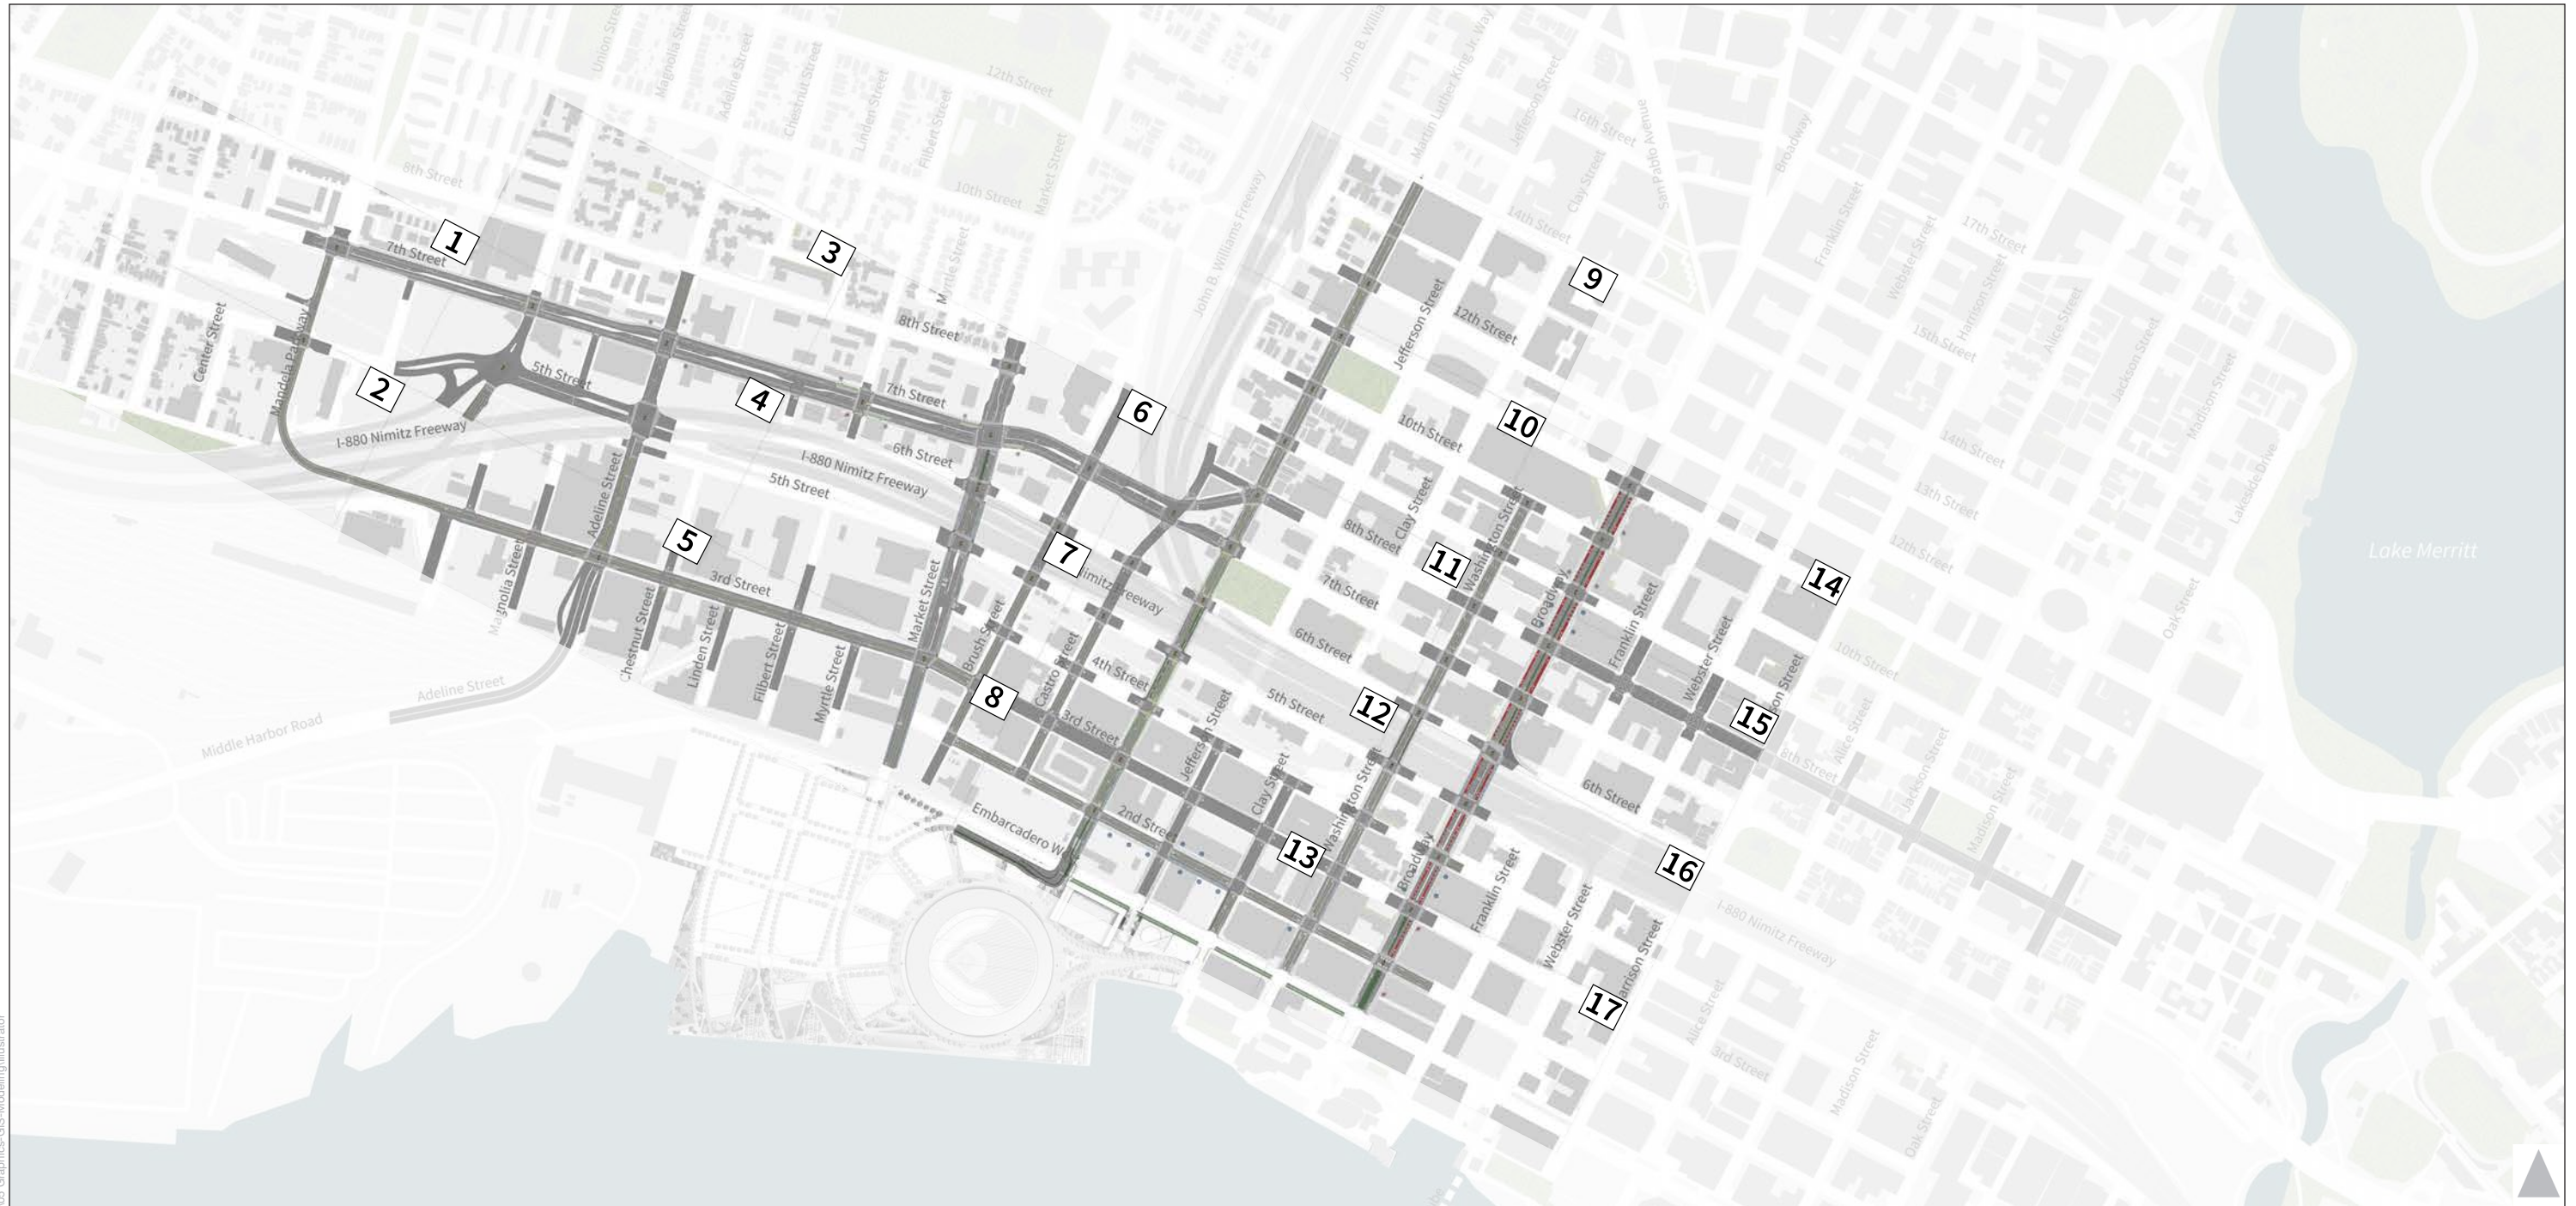 Union Street
Magnolia Street
Adeline Street
Chestnut Street
Linden Street
Filbert Street
12th Street
John B. Williams
Martin Luther King Jr. Way
Jefferson Street
16th Street
San Pablo Avenue
Broadway
8th Street
10th Street
Market Street
John B. Williams Freeway
Clay Street
14th Street
Franklin Street
Webster Street
17th Street
Harrison Street
1
7th Street
3
Myrtle Street
9
Alice Street
Center Street
Mandela Parkway
8th Street
Jefferson Street
12th Street
15th Street
Jackson Street
Madison Street
2
5th Street
4
7th Street
6
10th Street
10
14th Street
Lakeside Drive
I-880 Nimitz Freeway
6th Street
I-880 Nimitz Freeway
5th Street
Clay Street
13th Street
Adeline Street
5
7
Nimitz Freeway
8th Street
11
Washington Street
12th Street
Lake Merritt
Magnolia Street
3rd Street
Market Street
7th Street
Broadway
14
Oak Street
Chestnut Street
Linden Street
Filbert Street
Myrtle Street
Brush Street
Castro Street
4th Street
6th Street
Franklin Street
Webster Street
10th Street
Adeline Street
Middle Harbor Road
8
3rd Street
Jefferson Street
5th Street
12
15
Alice Street
8th Street
Jackson Street
Madison Street
Clay Street
Washington Street
6th Street
Embarcadero W
2nd Street
13
Broadway
Franklin Street
16
Webster Street
I-880 Nimitz Freeway
17
Alice Street
3rd Street
Madison Street
Oak Street